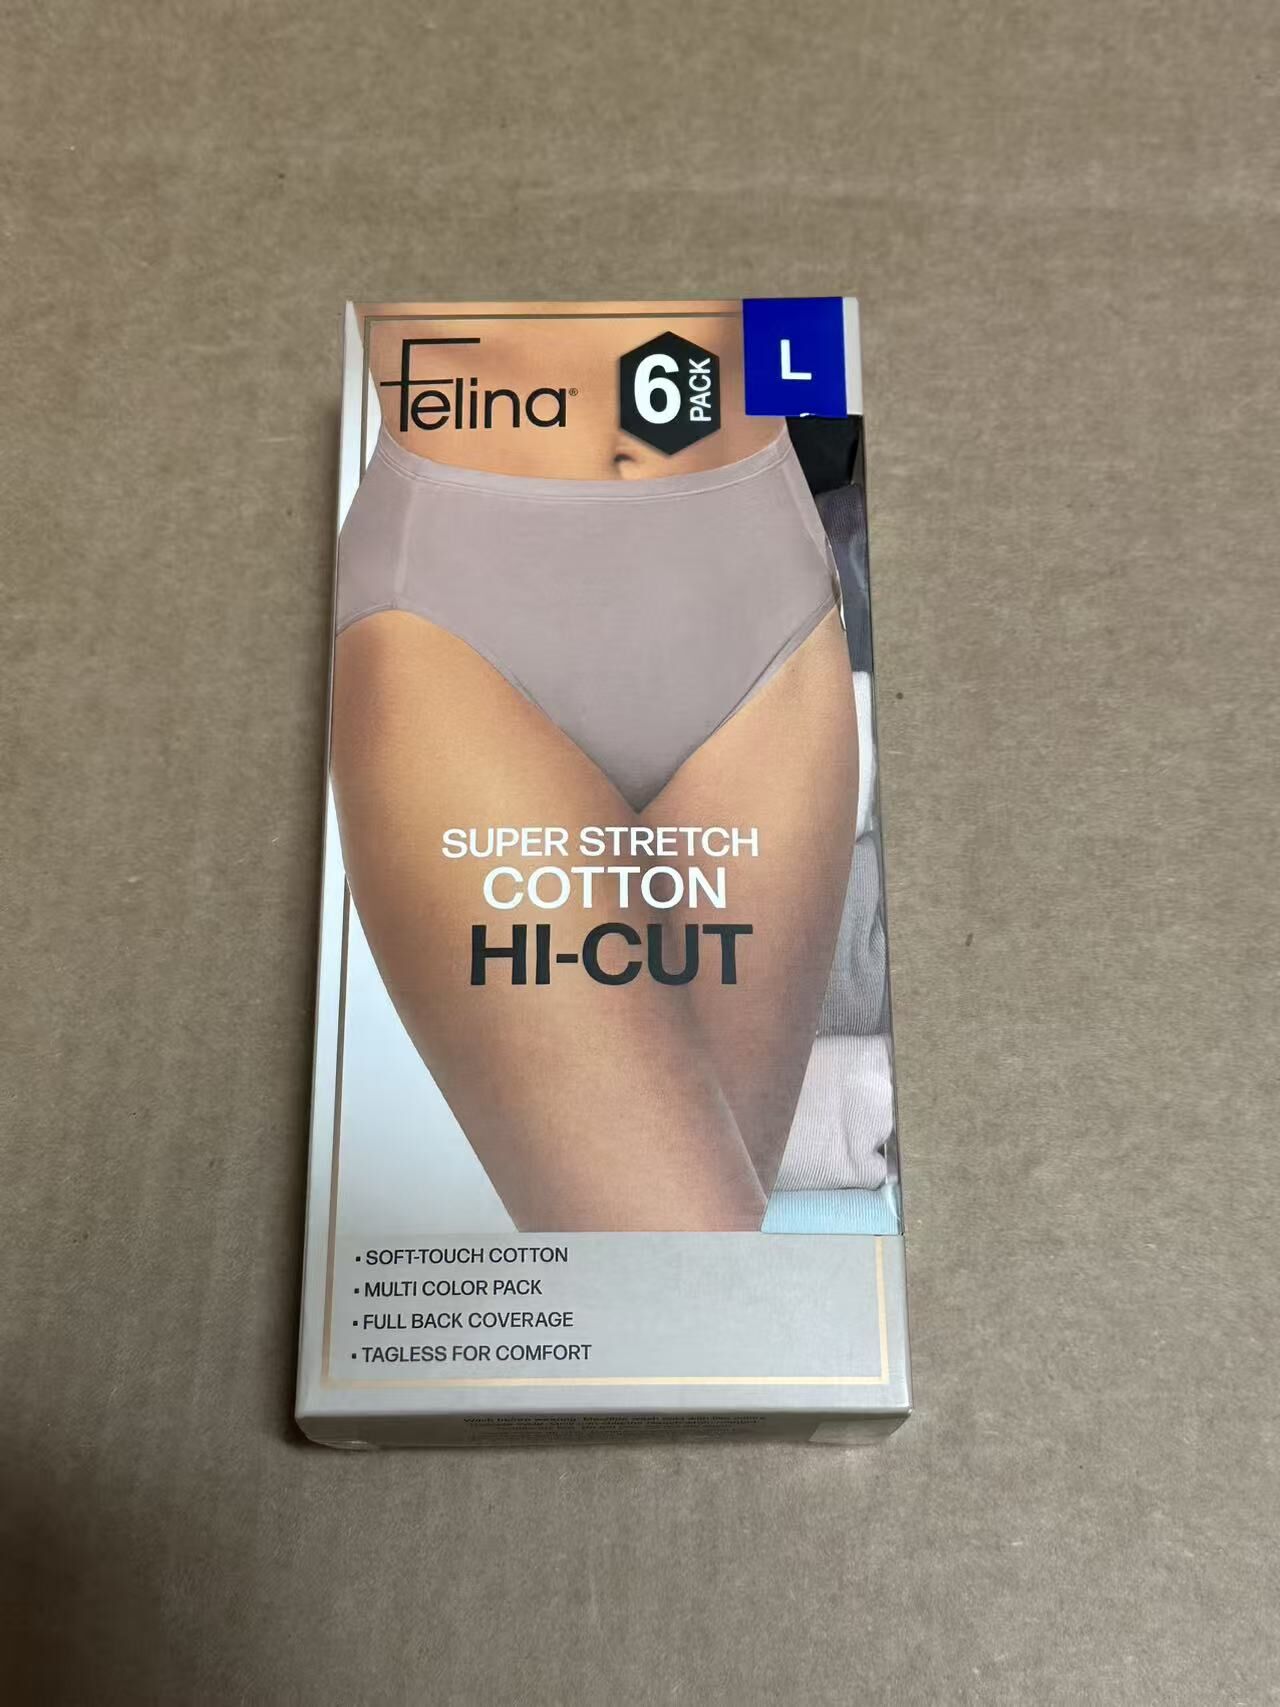 Felina®
6 PACK
L
SUPER STRETCH
COTTON
HI-CUT
• SOFT-TOUCH COTTON
• MULTI COLOR PACK
• FULL BACK COVERAGE
• TAGLESS FOR COMFORT